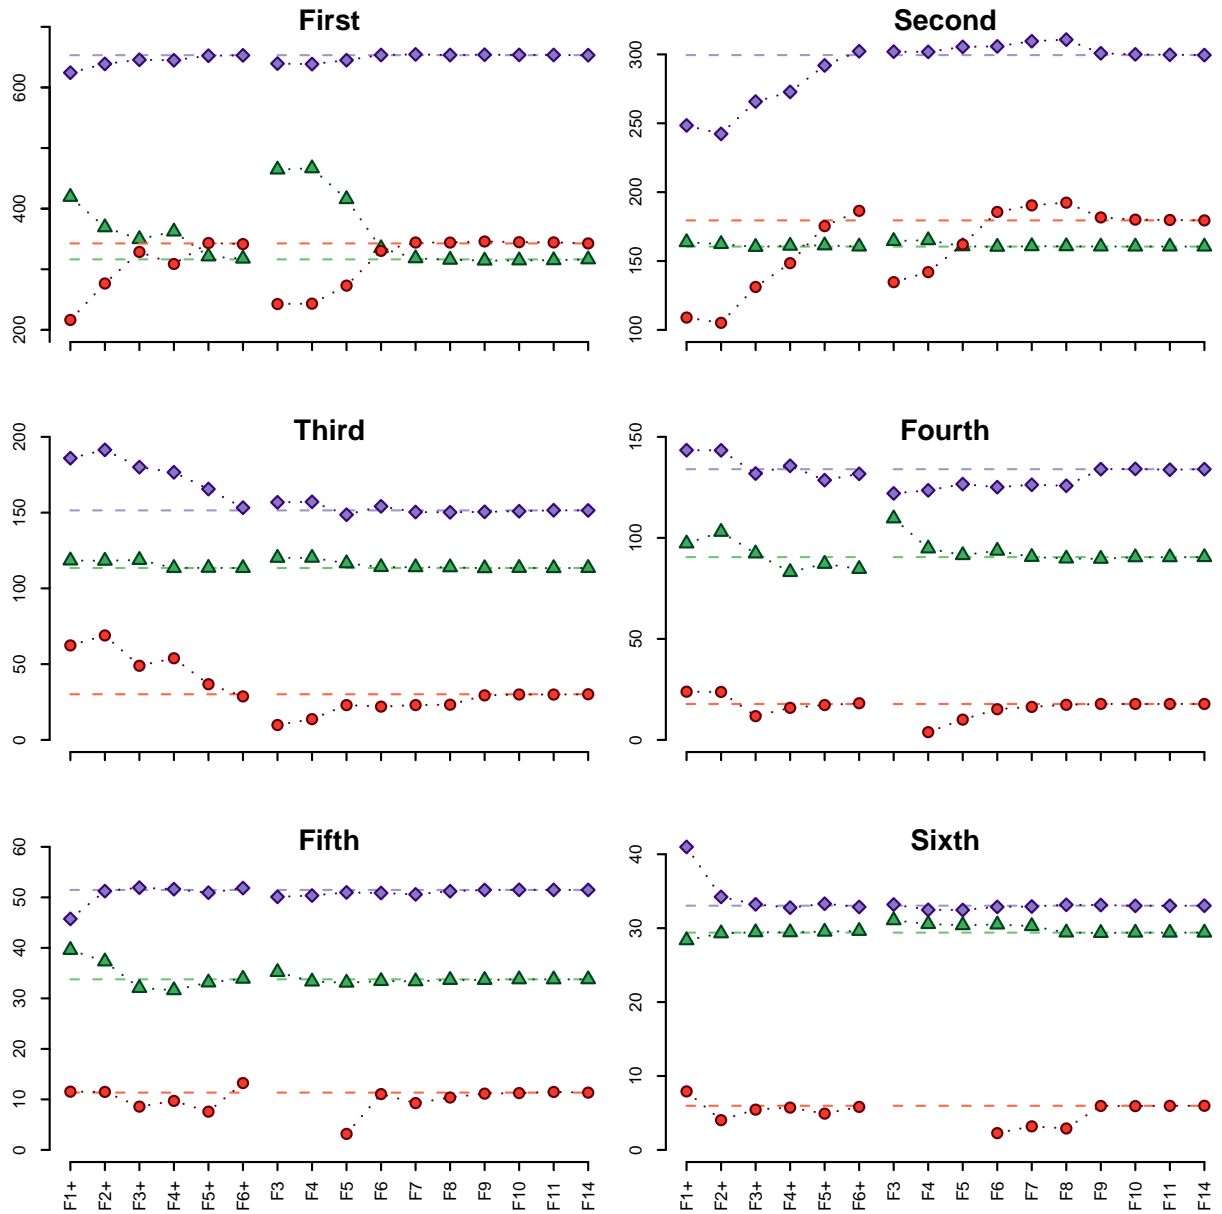 First
200
400
600
Second
100
150
200
250
300
Third
0
50
100
150
200
Fourth
0
50
100
150
Fifth
0
10
20
30
40
50
60
F1+
F2+
F3+
F4+
F5+
F6+
F3
F4
F5
F6
F7
F8
F9
F10
F11
F14
Sixth
0
10
20
30
40
F1+
F2+
F3+
F4+
F5+
F6+
F3
F4
F5
F6
F7
F8
F9
F10
F11
F14